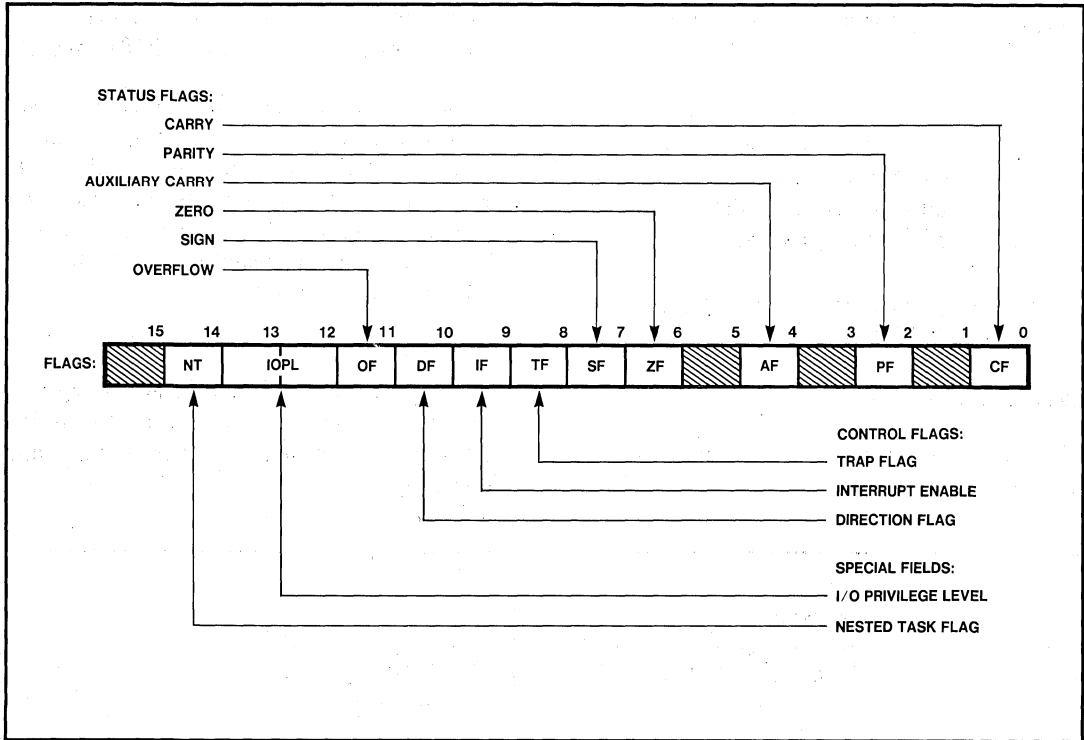 STATUS FLAGS:
CARRY
PARITY
AUXILIARY CARRY
ZERO
SIGN
OVERFLOW
15 14 13 12 11 10 9 8 7 6 5 4 3 2 1 0
FLAGS: NT IOPL OF DF IF TF SF ZF AF PF CF
CONTROL FLAGS:
TRAP FLAG
INTERRUPT ENABLE
DIRECTION FLAG
SPECIAL FIELDS:
I/O PRIVILEGE LEVEL
NESTED TASK FLAG